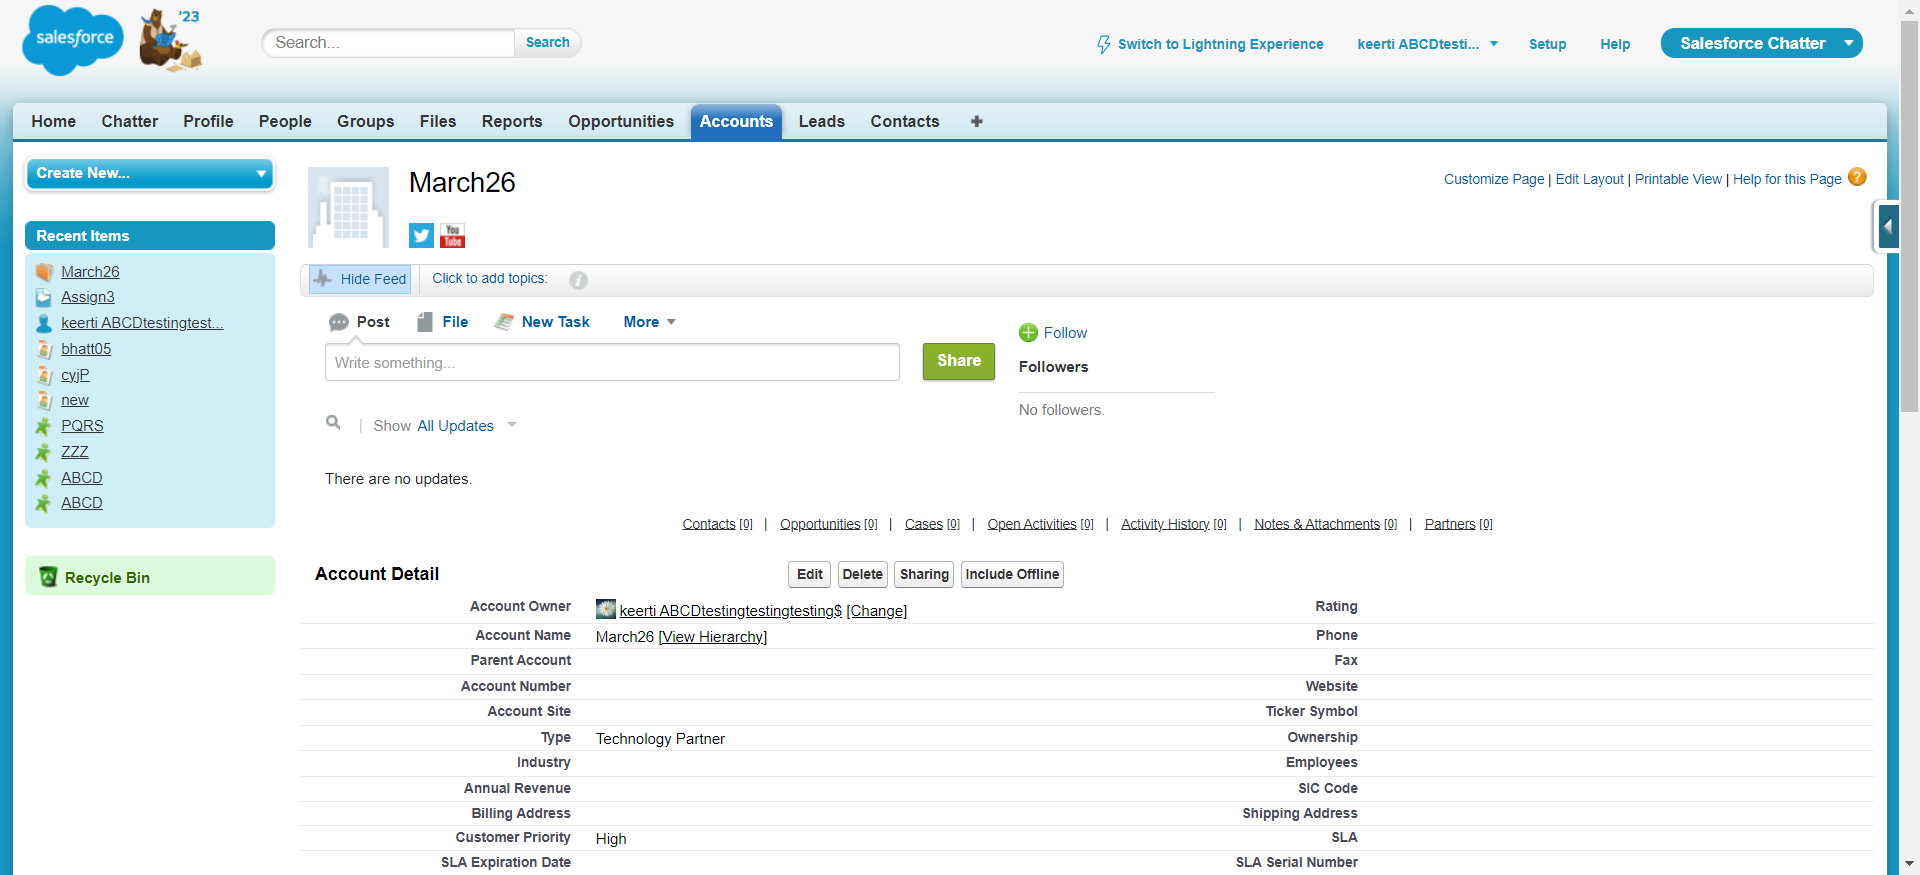 salesforce
'23
Search...
Search
Switch to Lightning Experience
keerti ABCDtesti...
Setup
Help
Salesforce Chatter
Home
Chatter
Profile
People
Groups
Files
Reports
Opportunities
Accounts
Leads
Contacts
+
Create New...
Recent Items
March26
Assign3
keerti ABCDtestingtest...
bhatt05
cyjP
new
PQRS
ZZZ
ABCD
ABCD
Recycle Bin
March26
You Tube
Customize Page | Edit Layout | Printable View | Help for this Page ?
Hide Feed
Click to add topics:
i
Post
File
New Task
More
Write something...
Share
Follow
Followers
No followers.
| Show All Updates
There are no updates.
Contacts [0] | Opportunities [0] | Cases [0] | Open Activities [0] | Activity History [0] | Notes & Attachments [0] | Partners [0]
Account Detail
Edit
Delete
Sharing
Include Offline
Account Owner keerti ABCDtestingtestingtesting$ [Change] Rating
Account Name March26 [View Hierarchy] Phone
Parent Account Fax
Account Number Website
Account Site Ticker Symbol
Type Technology Partner Ownership
Industry Employees
Annual Revenue SIC Code
Billing Address Shipping Address
Customer Priority High SLA
SLA Expiration Date SLA Serial Number